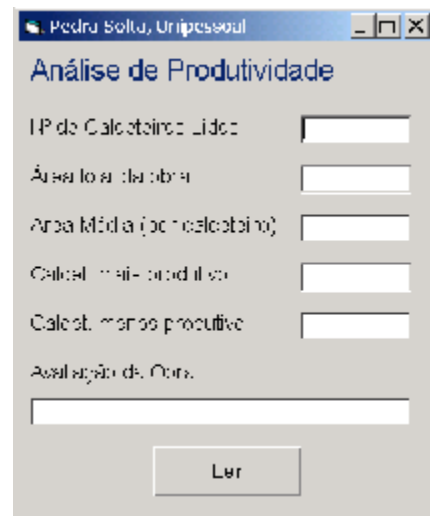 Pedra Solta, Unipessoal
Análise de Produtividade
Nº de Calceteiros Lidos
Área total da obra
Área Média (por calceteiro)
Calcet. mais produtivo
Calcet. menos produtivo
Avaliação da Obra
Ler